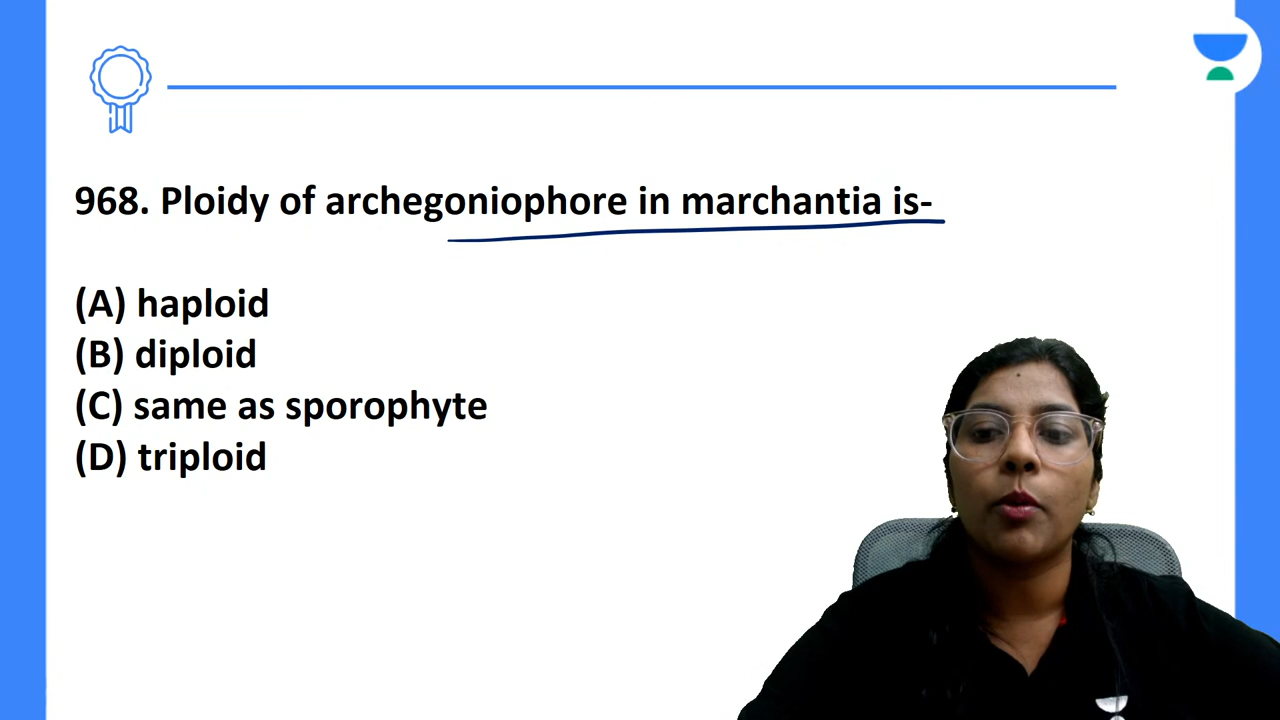 968. Ploidy of archegoniophore in marchantia is-
(A) haploid
(B) diploid
(C) same as sporophyte
(D) triploid